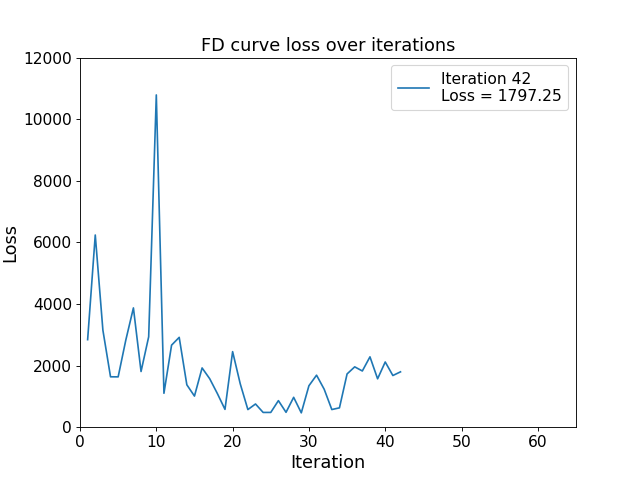 FD curve loss over iterations
Iteration 42
Loss = 1797.25
12000
10000
8000
6000
4000
2000
0
Loss
0 10 20 30 40 50 60
Iteration